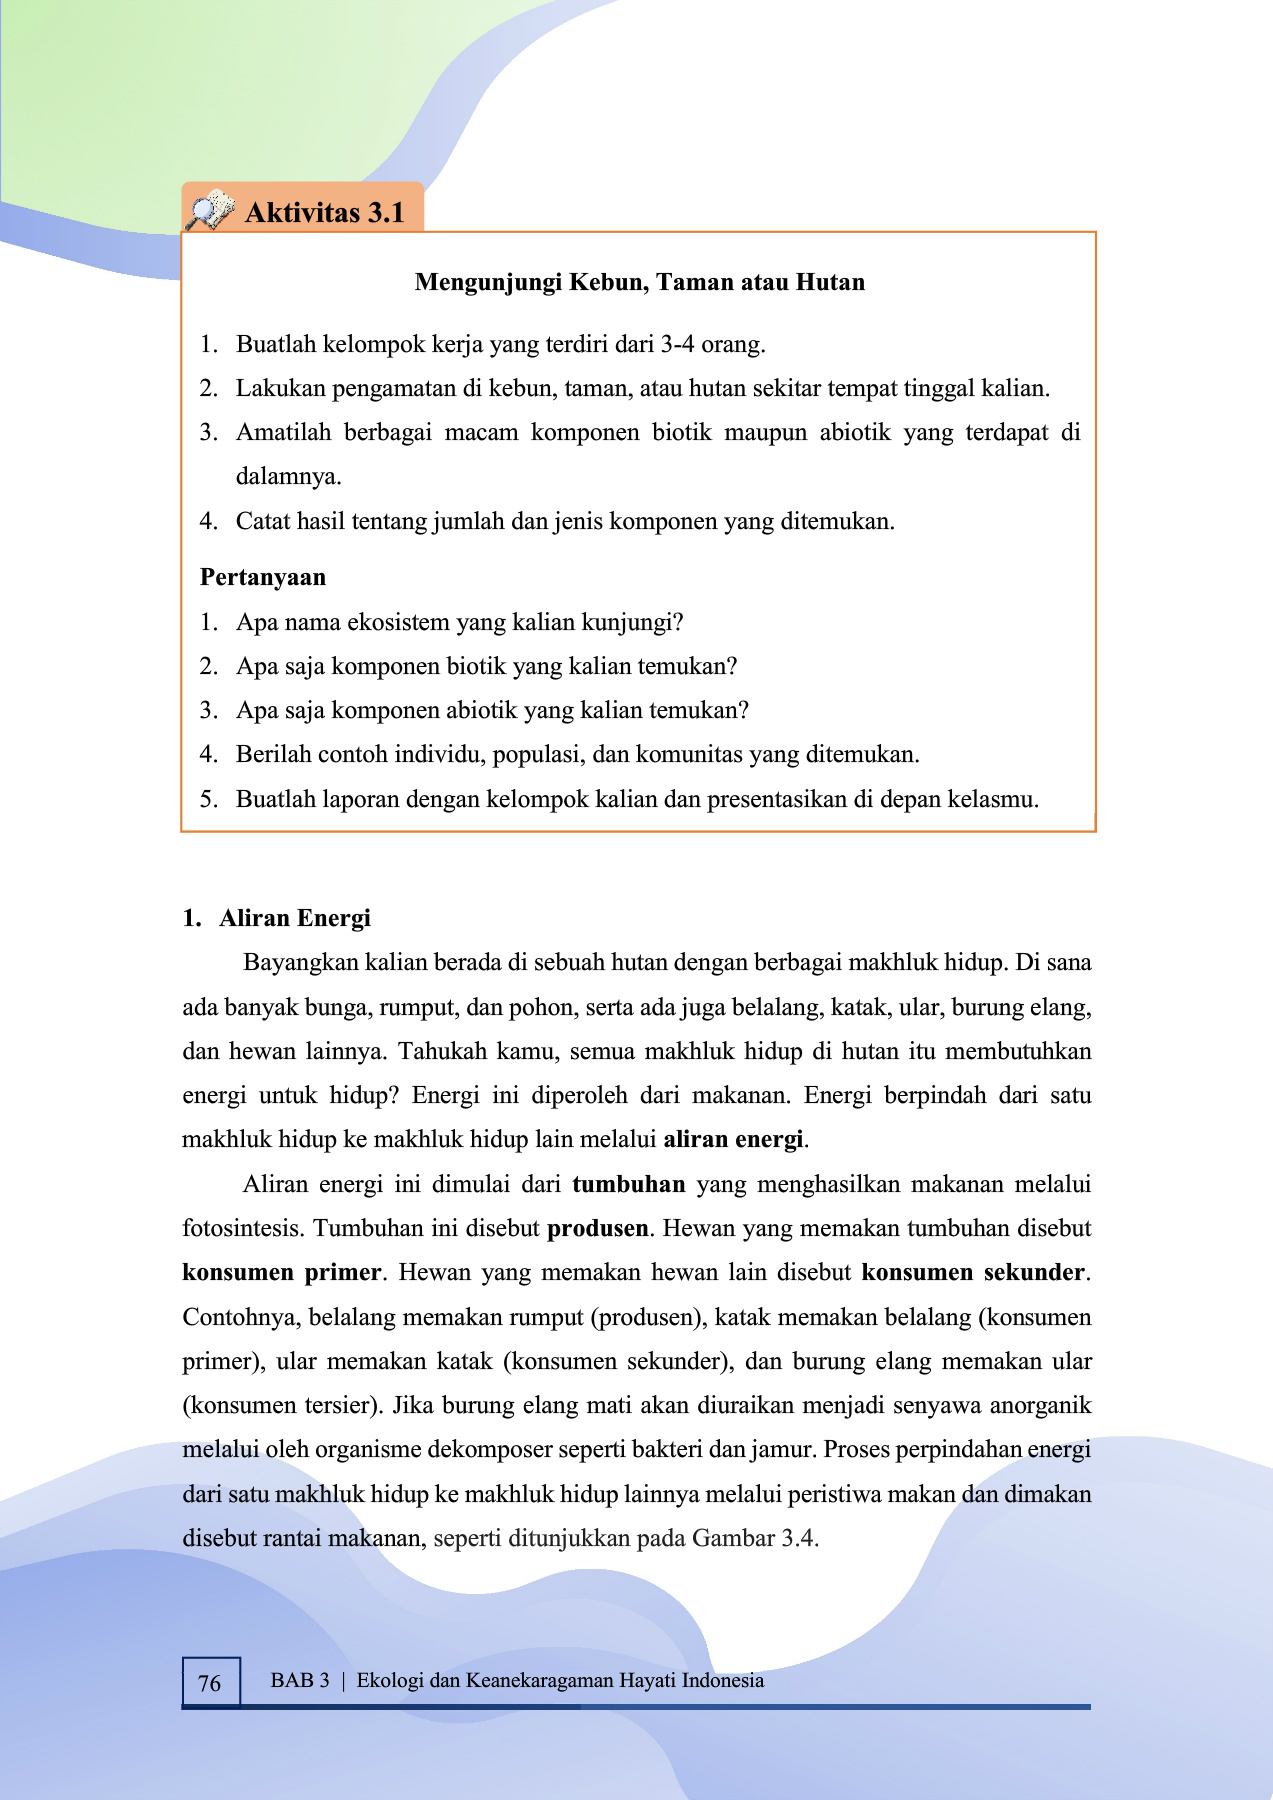 Aktivitas 3.1
Mengunjungi Kebun, Taman atau Hutan
1. Buatlah kelompok kerja yang terdiri dari 3-4 orang.
2. Lakukan pengamatan di kebun, taman, atau hutan sekitar tempat tinggal kalian.
3. Amatilah berbagai macam komponen biotik maupun abiotik yang terdapat di
dalamnya.
4. Catat hasil tentang jumlah dan jenis komponen yang ditemukan.
Pertanyaan
1. Apa nama ekosistem yang kalian kunjungi?
2. Apa saja komponen biotik yang kalian temukan?
3. Apa saja komponen abiotik yang kalian temukan?
4. Berilah contoh individu, populasi, dan komunitas yang ditemukan.
5. Buatlah laporan dengan kelompok kalian dan presentasikan di depan kelasmu.
1. Aliran Energi
Bayangkan kalian berada di sebuah hutan dengan berbagai makhluk hidup. Di sana
ada banyak bunga, rumput, dan pohon, serta ada juga belalang, katak, ular, burung elang,
dan hewan lainnya. Tahukah kamu, semua makhluk hidup di hutan itu membutuhkan
energi untuk hidup? Energi ini diperoleh dari makanan. Energi berpindah dari satu
makhluk hidup ke makhluk hidup lain melalui aliran energi.
Aliran energi ini dimulai dari tumbuhan yang menghasilkan makanan melalui
fotosintesis. Tumbuhan ini disebut produsen. Hewan yang memakan tumbuhan disebut
konsumen primer. Hewan yang memakan hewan lain disebut konsumen sekunder.
Contohnya, belalang memakan rumput (produsen), katak memakan belalang (konsumen
primer), ular memakan katak (konsumen sekunder), dan burung elang memakan ular
(konsumen tersier). Jika burung elang mati akan diuraikan menjadi senyawa anorganik
melalui oleh organisme dekomposer seperti bakteri dan jamur. Proses perpindahan energi
dari satu makhluk hidup ke makhluk hidup lainnya melalui peristiwa makan dan dimakan
disebut rantai makanan, seperti ditunjukkan pada Gambar 3.4.
76 BAB 3 | Ekologi dan Keanekaragaman Hayati Indonesia